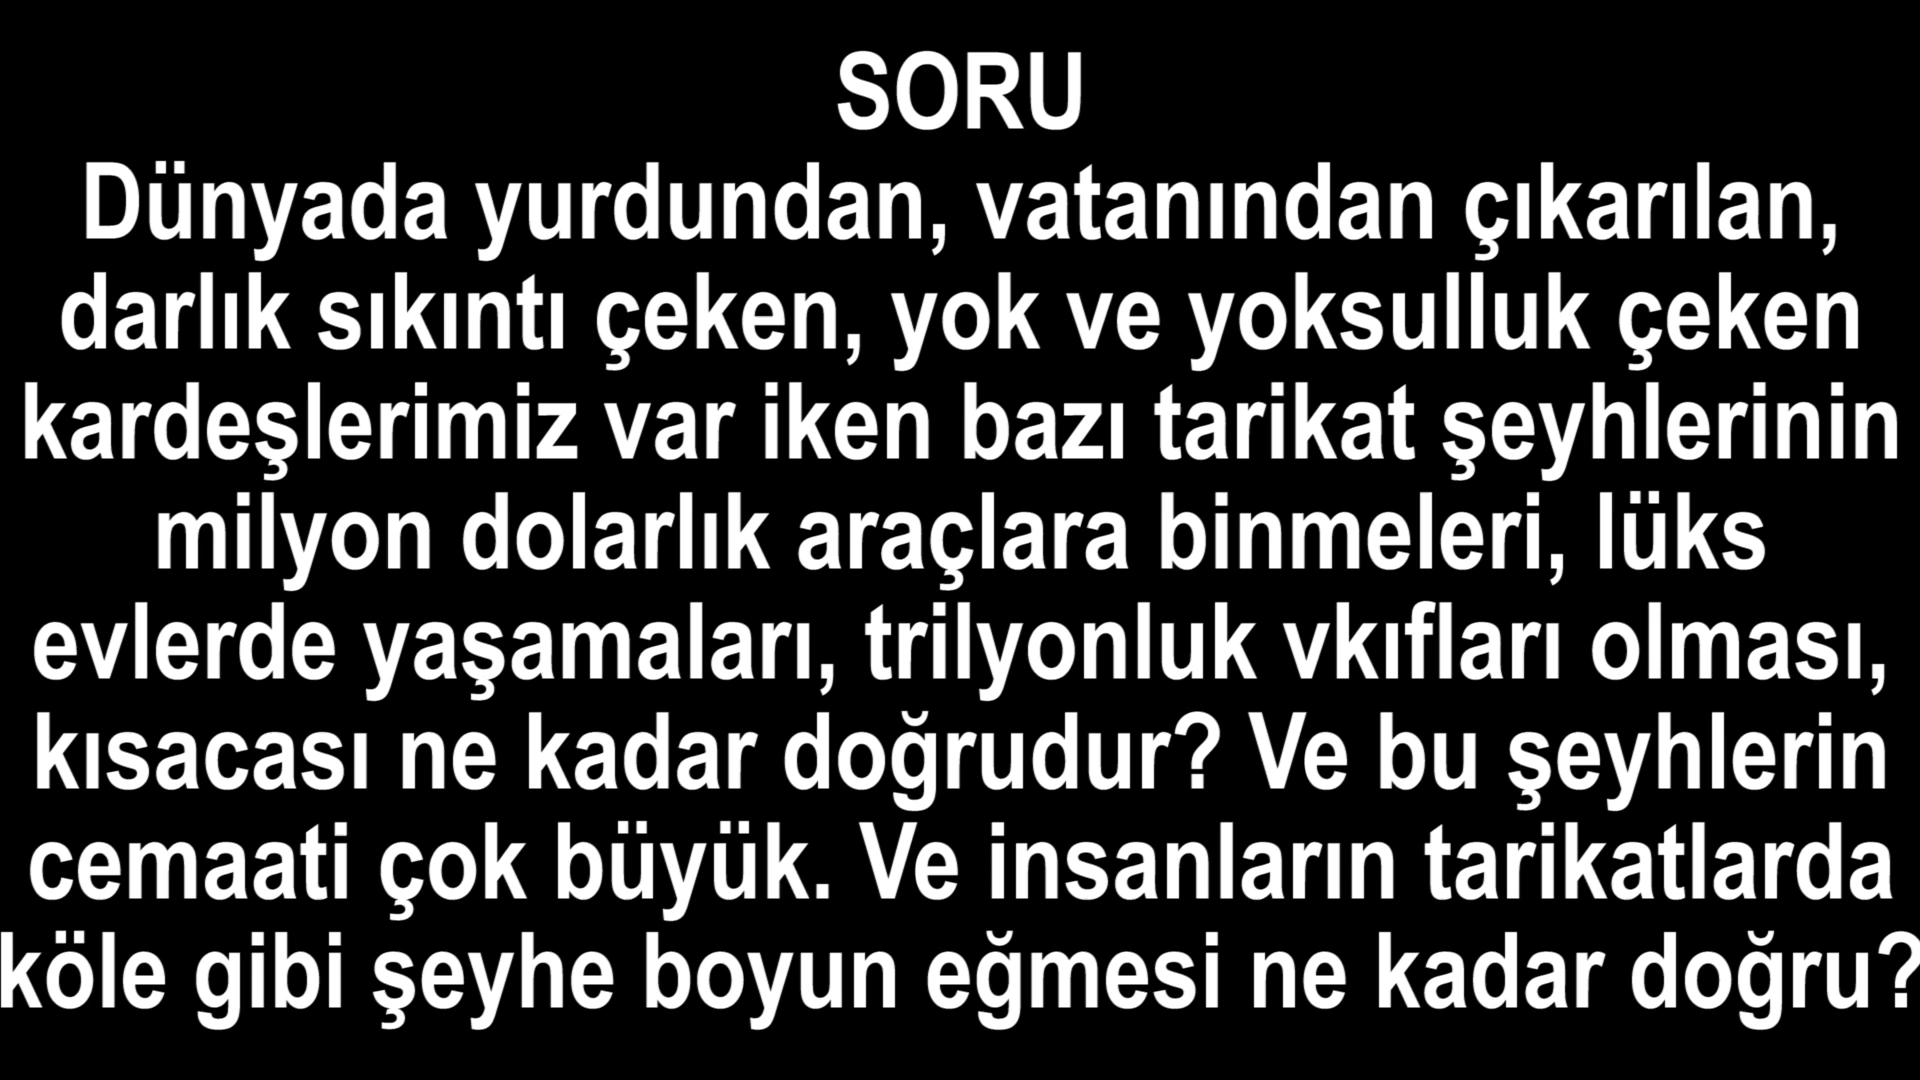 SORU
Dünyada yurdundan, vatanından çıkarılan,
darlık sıkıntı çeken, yok ve yoksulluk çeken
kardeşlerimiz var iken bazı tarikat şeyhlerinin
milyon dolarlık araçlara binmeleri, lüks
evlerde yaşamaları, trilyonluk vkıfları olması,
kısacası ne kadar doğrudur? Ve bu şeyhlerin
cemaati çok büyük. Ve insanların tarikatlarda
köle gibi şeyhe boyun eğmesi ne kadar doğru?